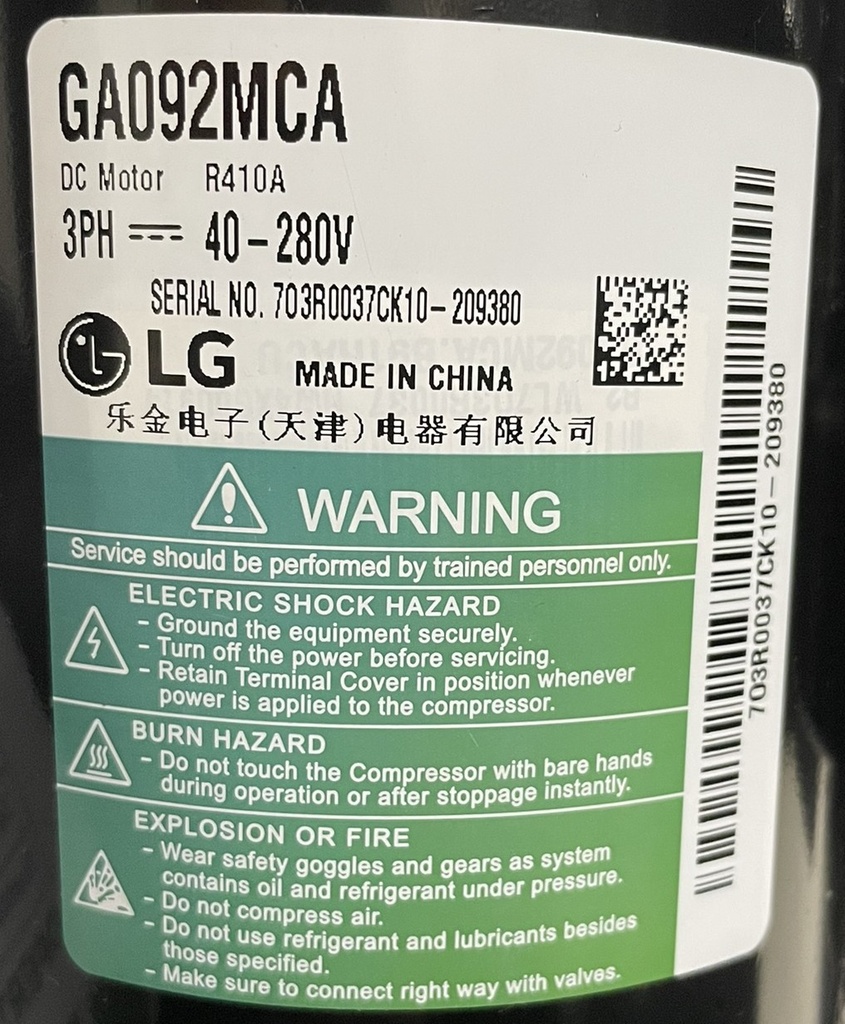 GA092MCA
DC Motor R410A
3PH 40-280V
SERIAL NO. 703R0037CK10-209380
LG MADE IN CHINA
乐金电子(天津)电器有限公司
WARNING
Service should be performed by trained personnel only.
ELECTRIC SHOCK HAZARD
- Ground the equipment securely.
- Turn off the power before servicing.
- Retain Terminal Cover in position whenever
power is applied to the compressor.
BURN HAZARD
- Do not touch the Compressor with bare hands
during operation or after stoppage instantly.
EXPLOSION OR FIRE
- Wear safety goggles and gears as system
contains oil and refrigerant under pressure.
- Do not compress air.
- Do not use refrigerant and lubricants besides
those specified.
- Make sure to connect right way with valves.
703R0037CK10-209380